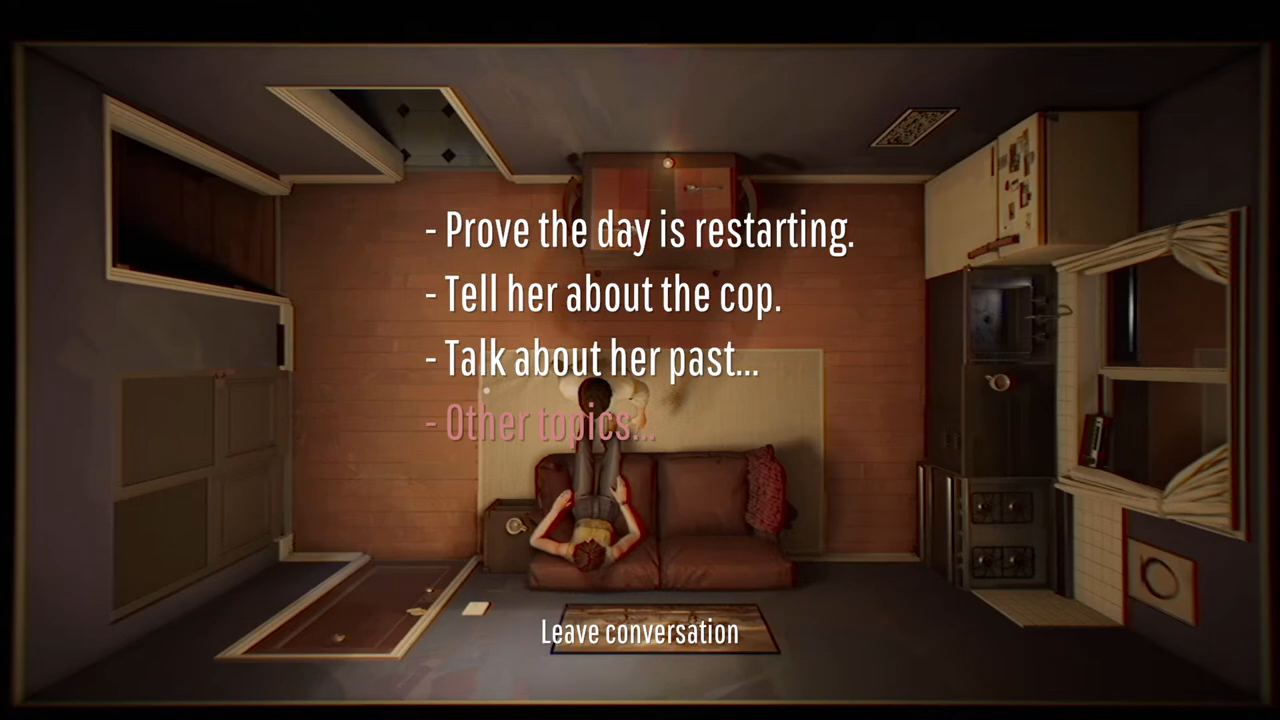 - Prove the day is restarting.
- Tell her about the cop.
- Talk about her past...
- Other topics...
Leave conversation